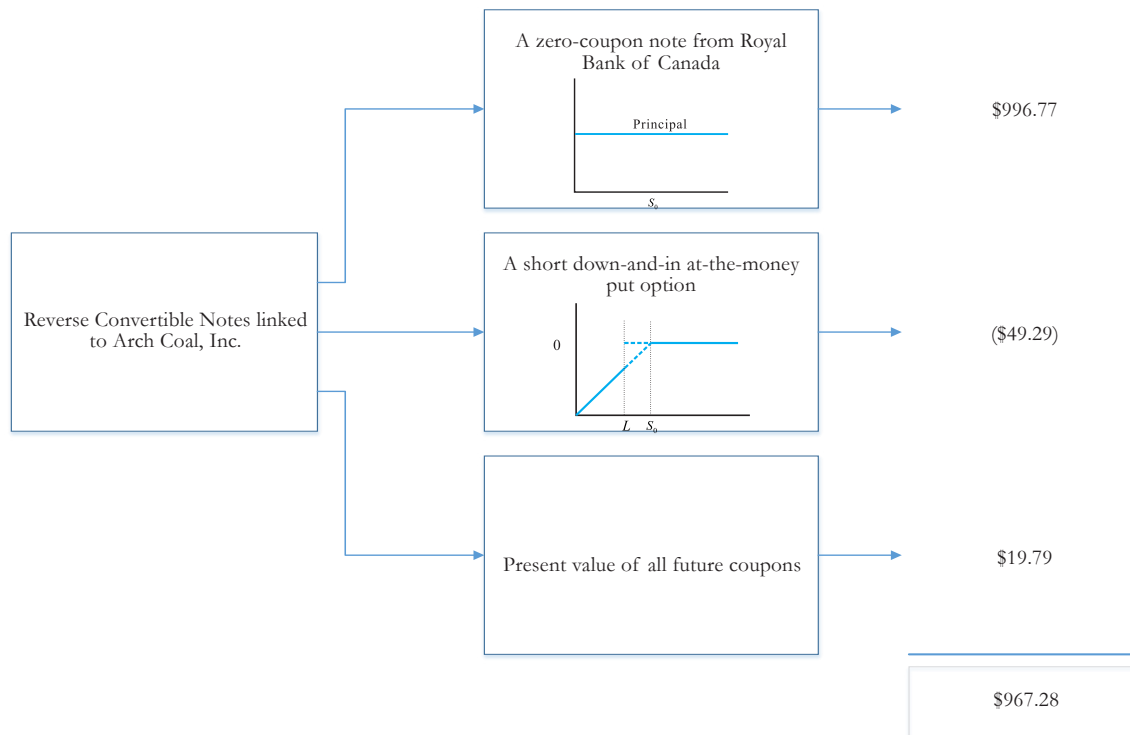 A zero-coupon note from Royal
Bank of Canada
Principal
S₀
$996.77
Reverse Convertible Notes linked
to Arch Coal, Inc.
A short down-and-in at-the-money
put option
0
L S₀
($49.29)
Present value of all future coupons
$19.79
$967.28